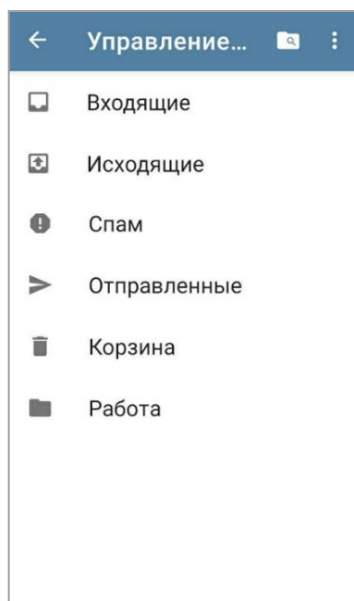 Управление...
Входящие
Исходящие
Спам
Отправленные
Корзина
Работа